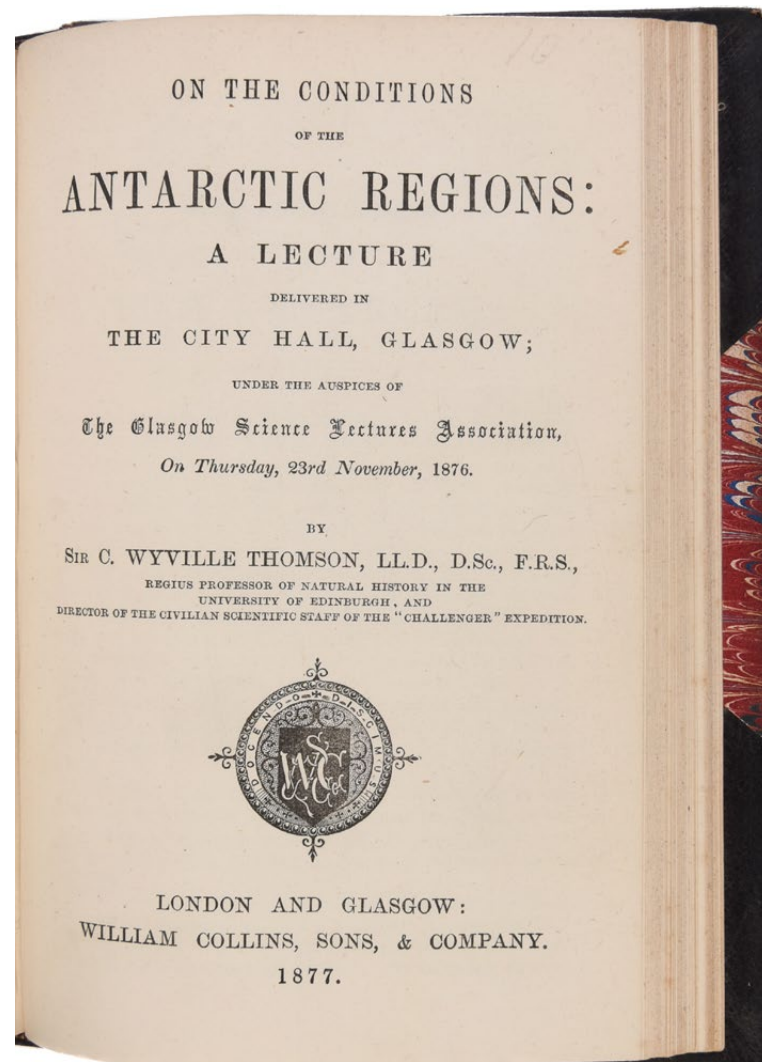 ON THE CONDITIONS
OF THE
ANTARCTIC REGIONS:
A LECTURE
DELIVERED IN
THE CITY HALL, GLASGOW;
UNDER THE AUSPICES OF
The Glasgow Science Lectures Association,
On Thursday, 23rd November, 1876.
BY
SIR C. WYVILLE THOMSON, LL.D., D.Sc., F.R.S.,
REGIUS PROFESSOR OF NATURAL HISTORY IN THE
UNIVERSITY OF EDINBURGH, AND
DIRECTOR OF THE CIVILIAN SCIENTIFIC STAFF OF THE "CHALLENGER" EXPEDITION.
DOCENDO DISCIMUS
LONDON AND GLASGOW:
WILLIAM COLLINS, SONS, & COMPANY.
1877.